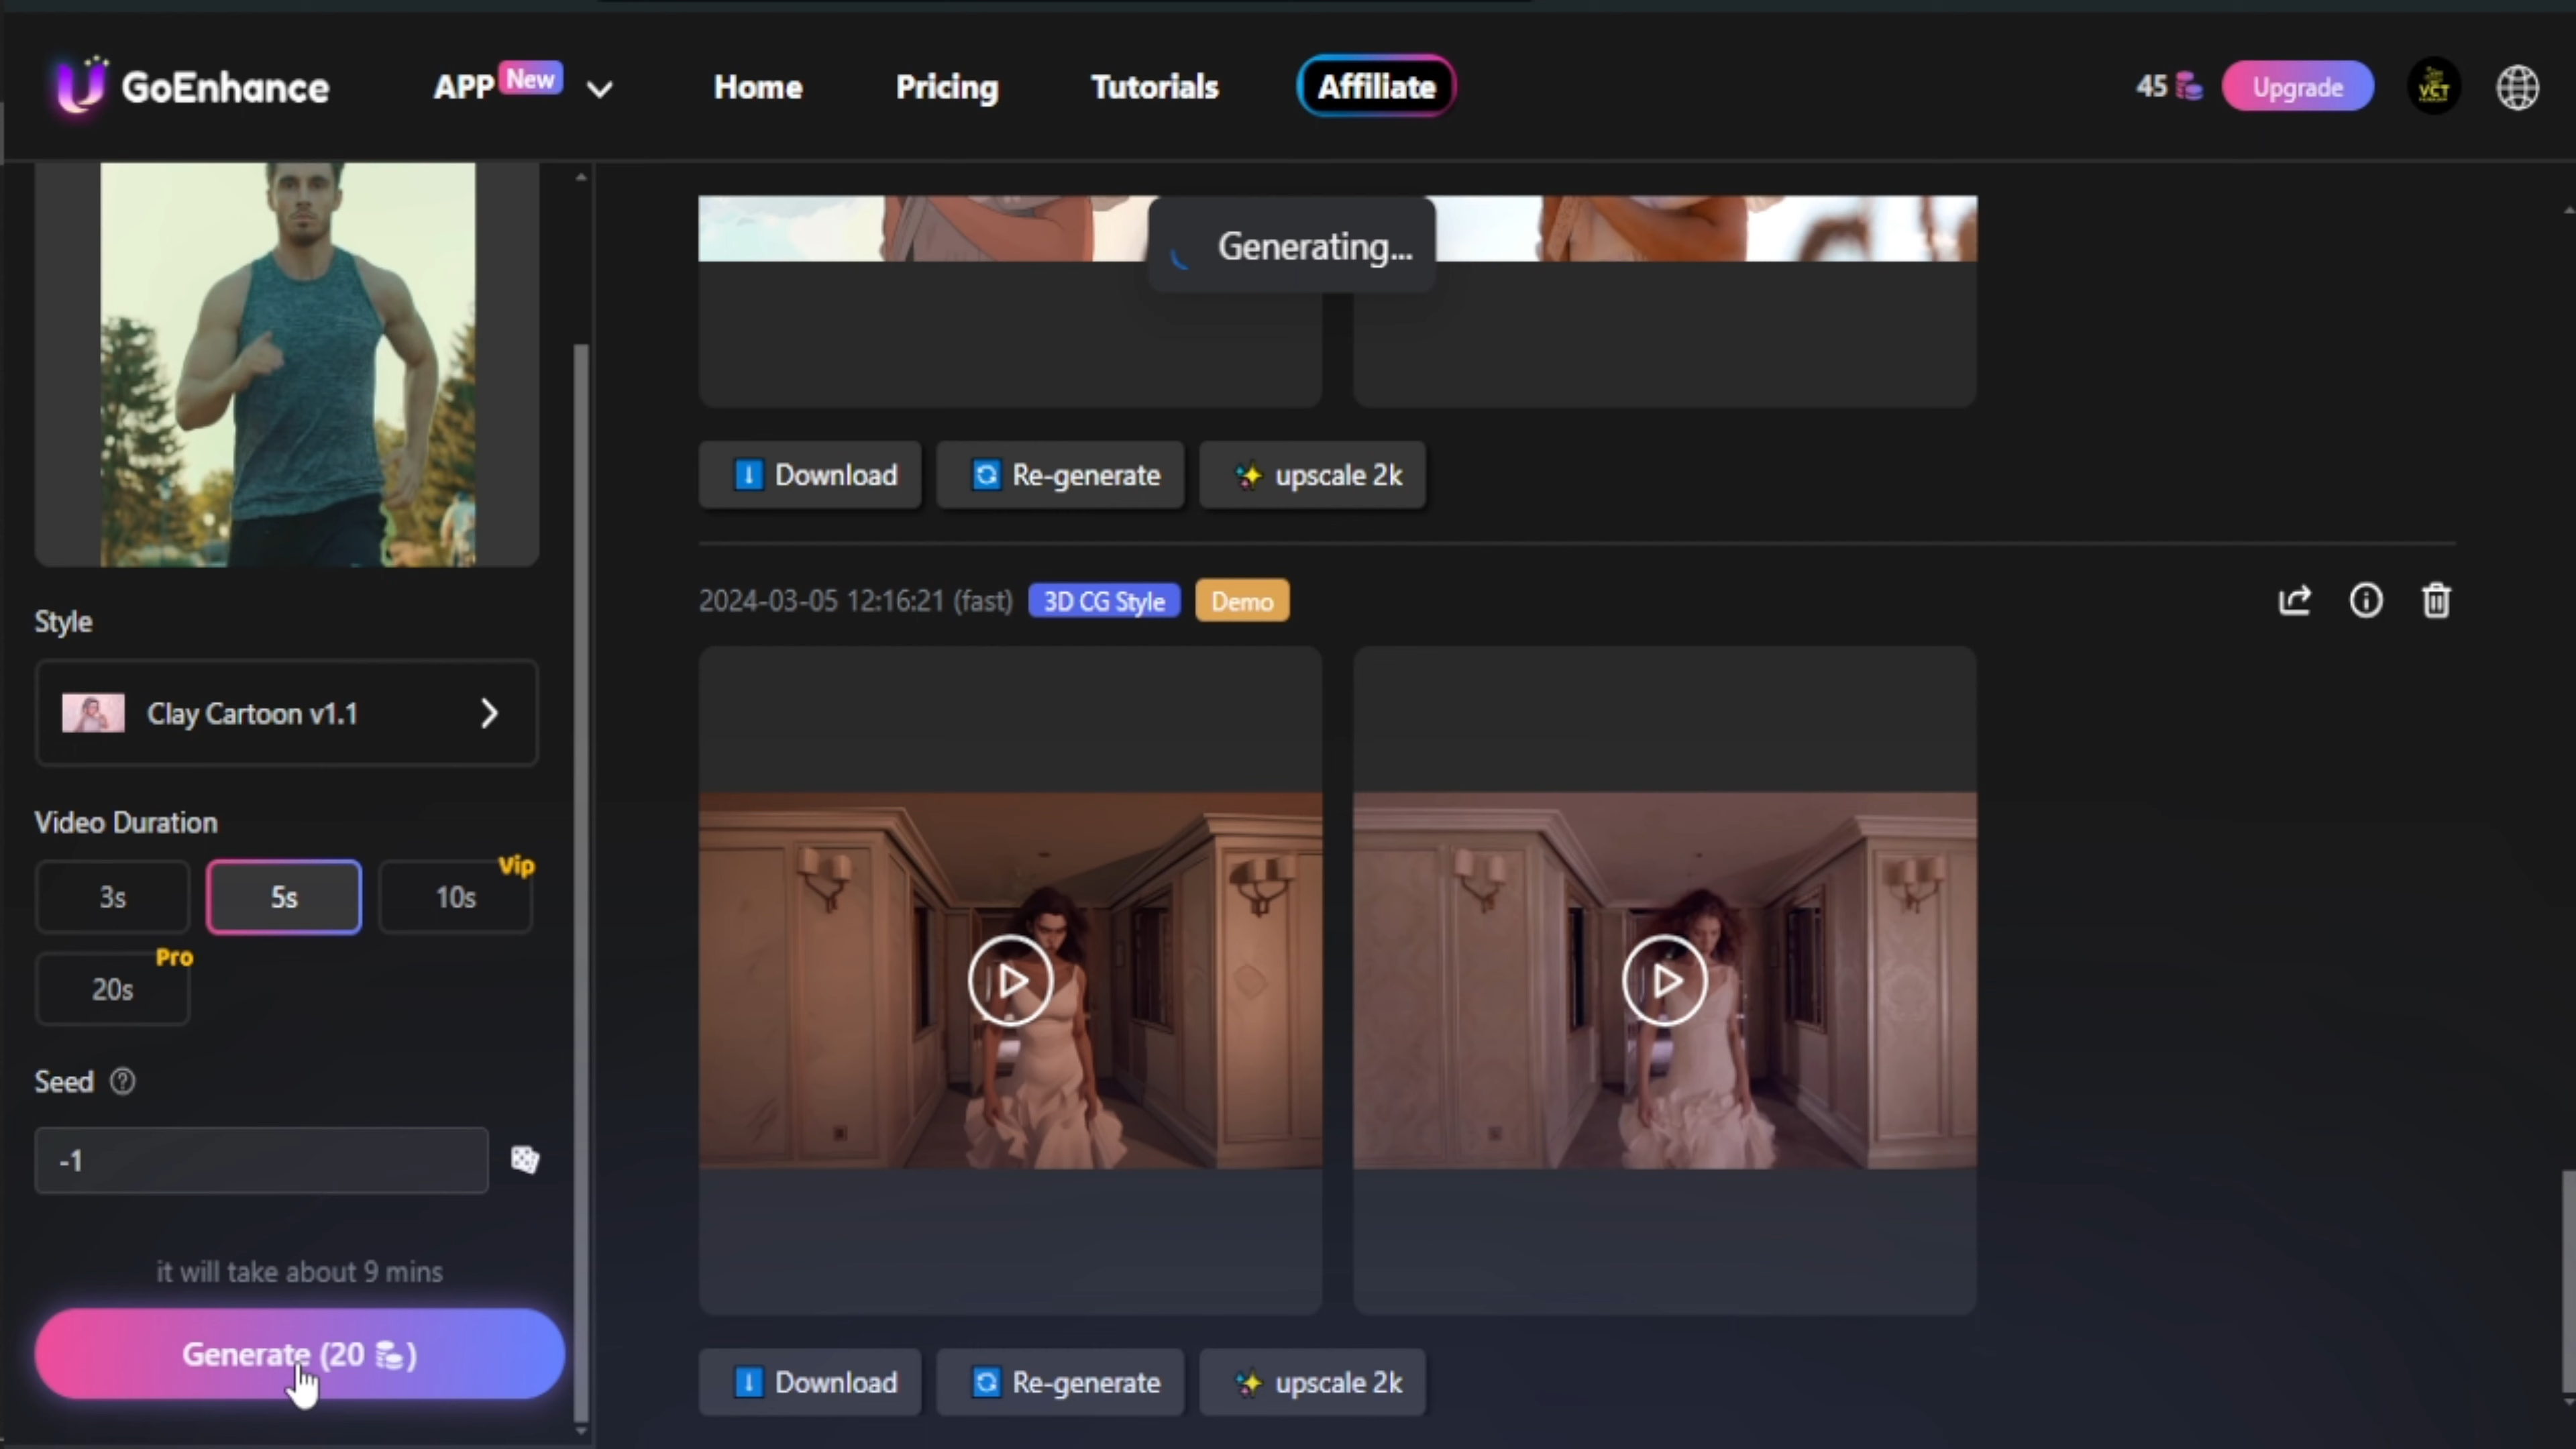 GoEnhance
APP New
Home
Pricing
Tutorials
Affiliate
45
Upgrade
VCT
Generating...
Download
Re-generate
upscale 2k
Style
Clay Cartoon v1.1
Video Duration
3s
5s
10s
Vip
20s
Pro
Seed
-1
it will take about 9 mins
Generate (20 )
2024-03-05 12:16:21 (fast) 3D CG Style Demo
Download
Re-generate
upscale 2k